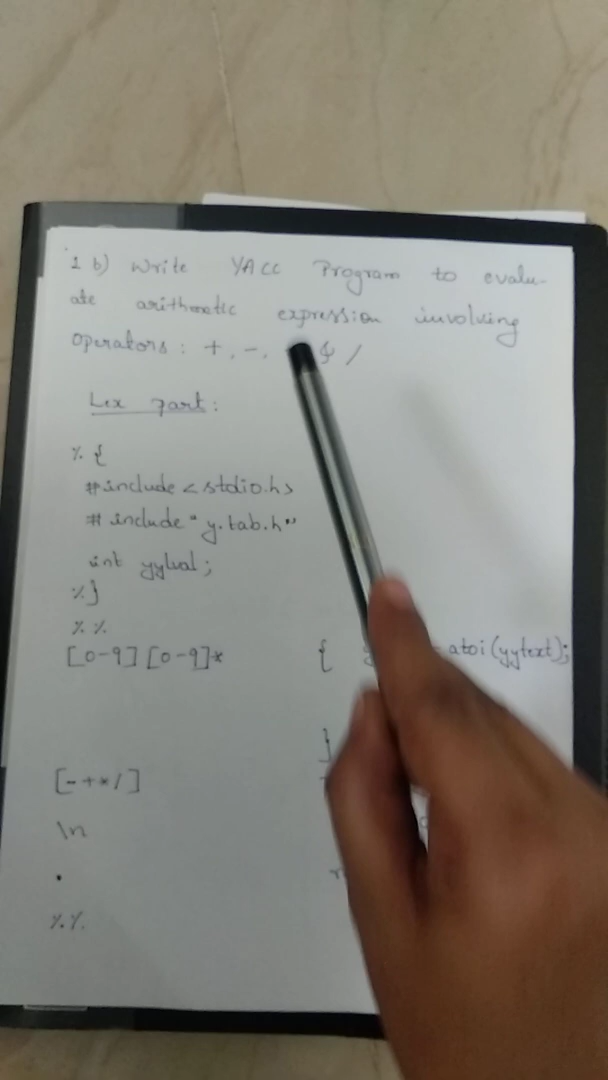 1 b) Write YACC Program to evalu-
ate arithmetic expression involving
operators : +, -, & /
Lex Part :
%{
#include <stdio.h>
# include "y.tab.h"
int yylval;
%}
%%
[0-9] [0-9]* { atoi(yytext);
}
[-+*/]
\n
.
%%